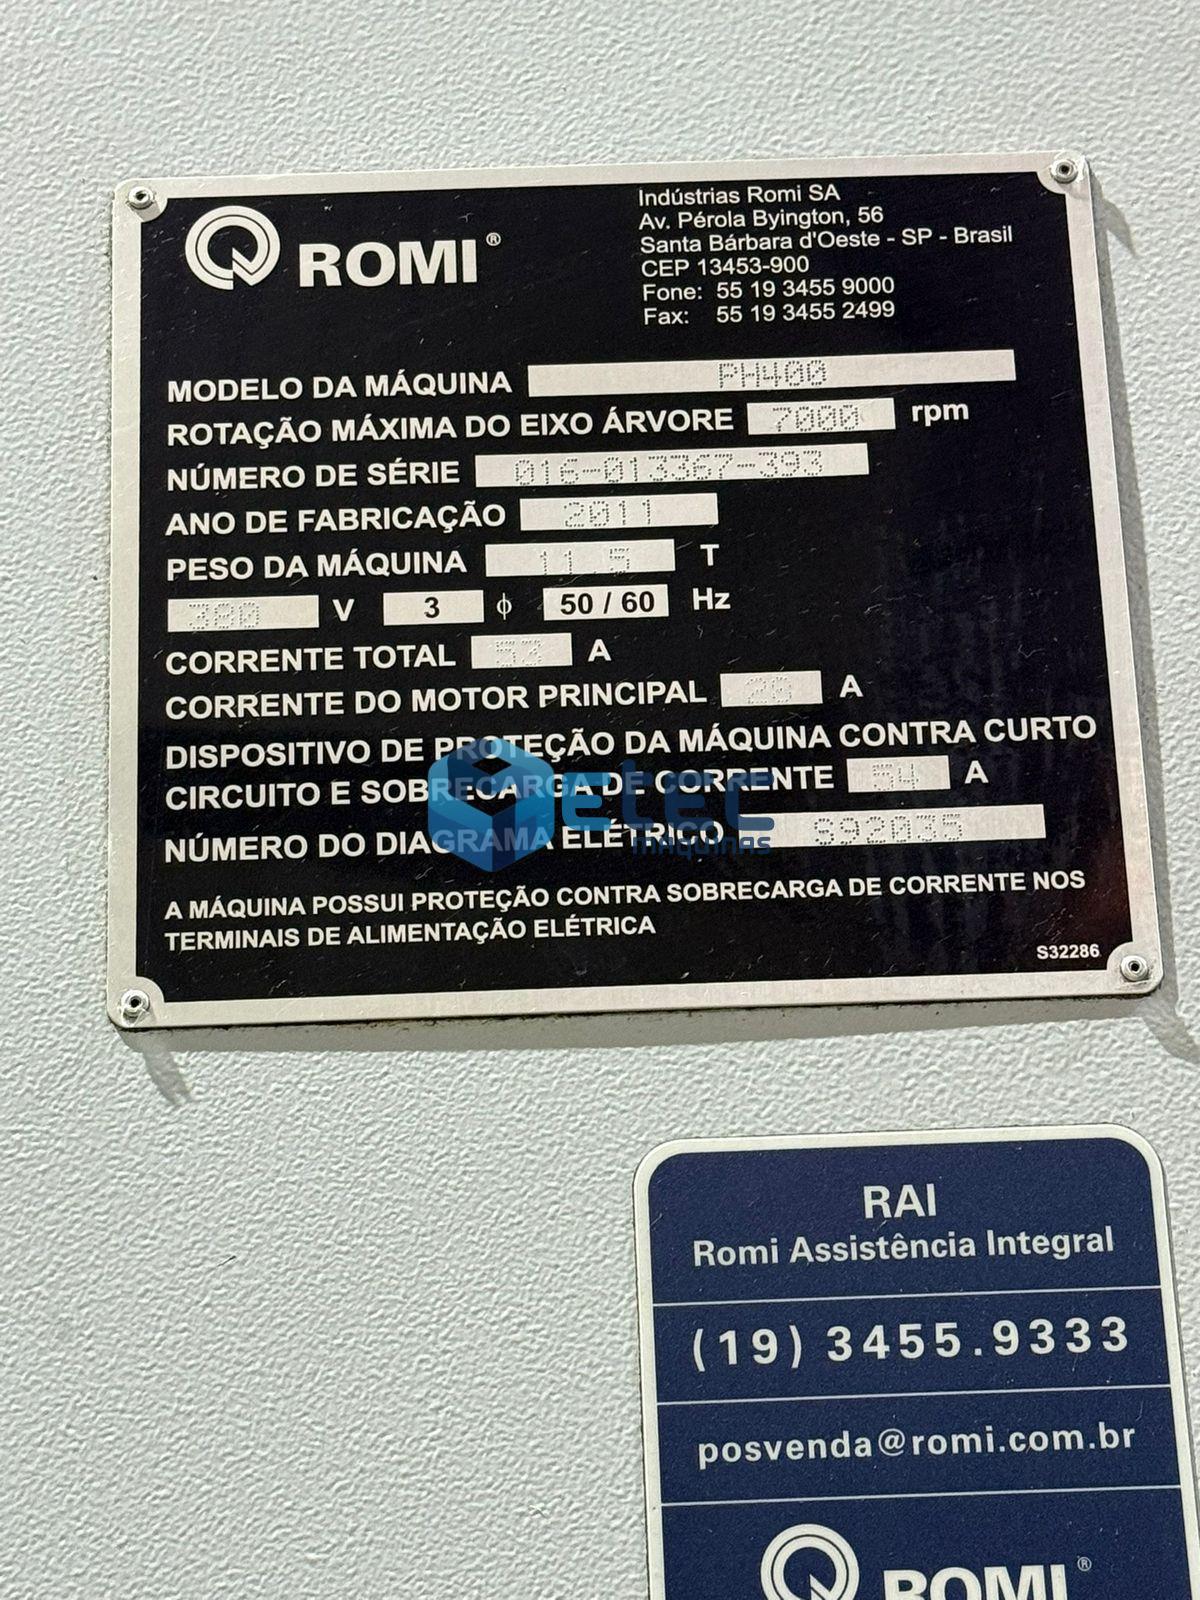 ROMI®
Indústrias Romi SA
Av. Pérola Byington, 56
Santa Bárbara d'Oeste - SP - Brasil
CEP 13453-900
Fone: 55 19 3455 9000
Fax: 55 19 3455 2499
MODELO DA MÁQUINA PH400
ROTAÇÃO MÁXIMA DO EIXO ÁRVORE 7000 rpm
NÚMERO DE SÉRIE 016-013367-393
ANO DE FABRICAÇÃO 2011
PESO DA MÁQUINA 11.5 T
380 V 3 ϕ 50 / 60 Hz
CORRENTE TOTAL 53 A
CORRENTE DO MOTOR PRINCIPAL A
DISPOSITIVO DE PROTEÇÃO DA MÁQUINA CONTRA CURTO
CIRCUITO E SOBRECARGA DE CORRENTE 54 A
NÚMERO DO DIAGRAMA ELÉTRICO S92035
etec
MÁQUINAS
A MÁQUINA POSSUI PROTEÇÃO CONTRA SOBRECARGA DE CORRENTE NOS
TERMINAIS DE ALIMENTAÇÃO ELÉTRICA
S32286
RAI
Romi Assistência Integral
(19) 3455.9333
posvenda@romi.com.br
ROMI®